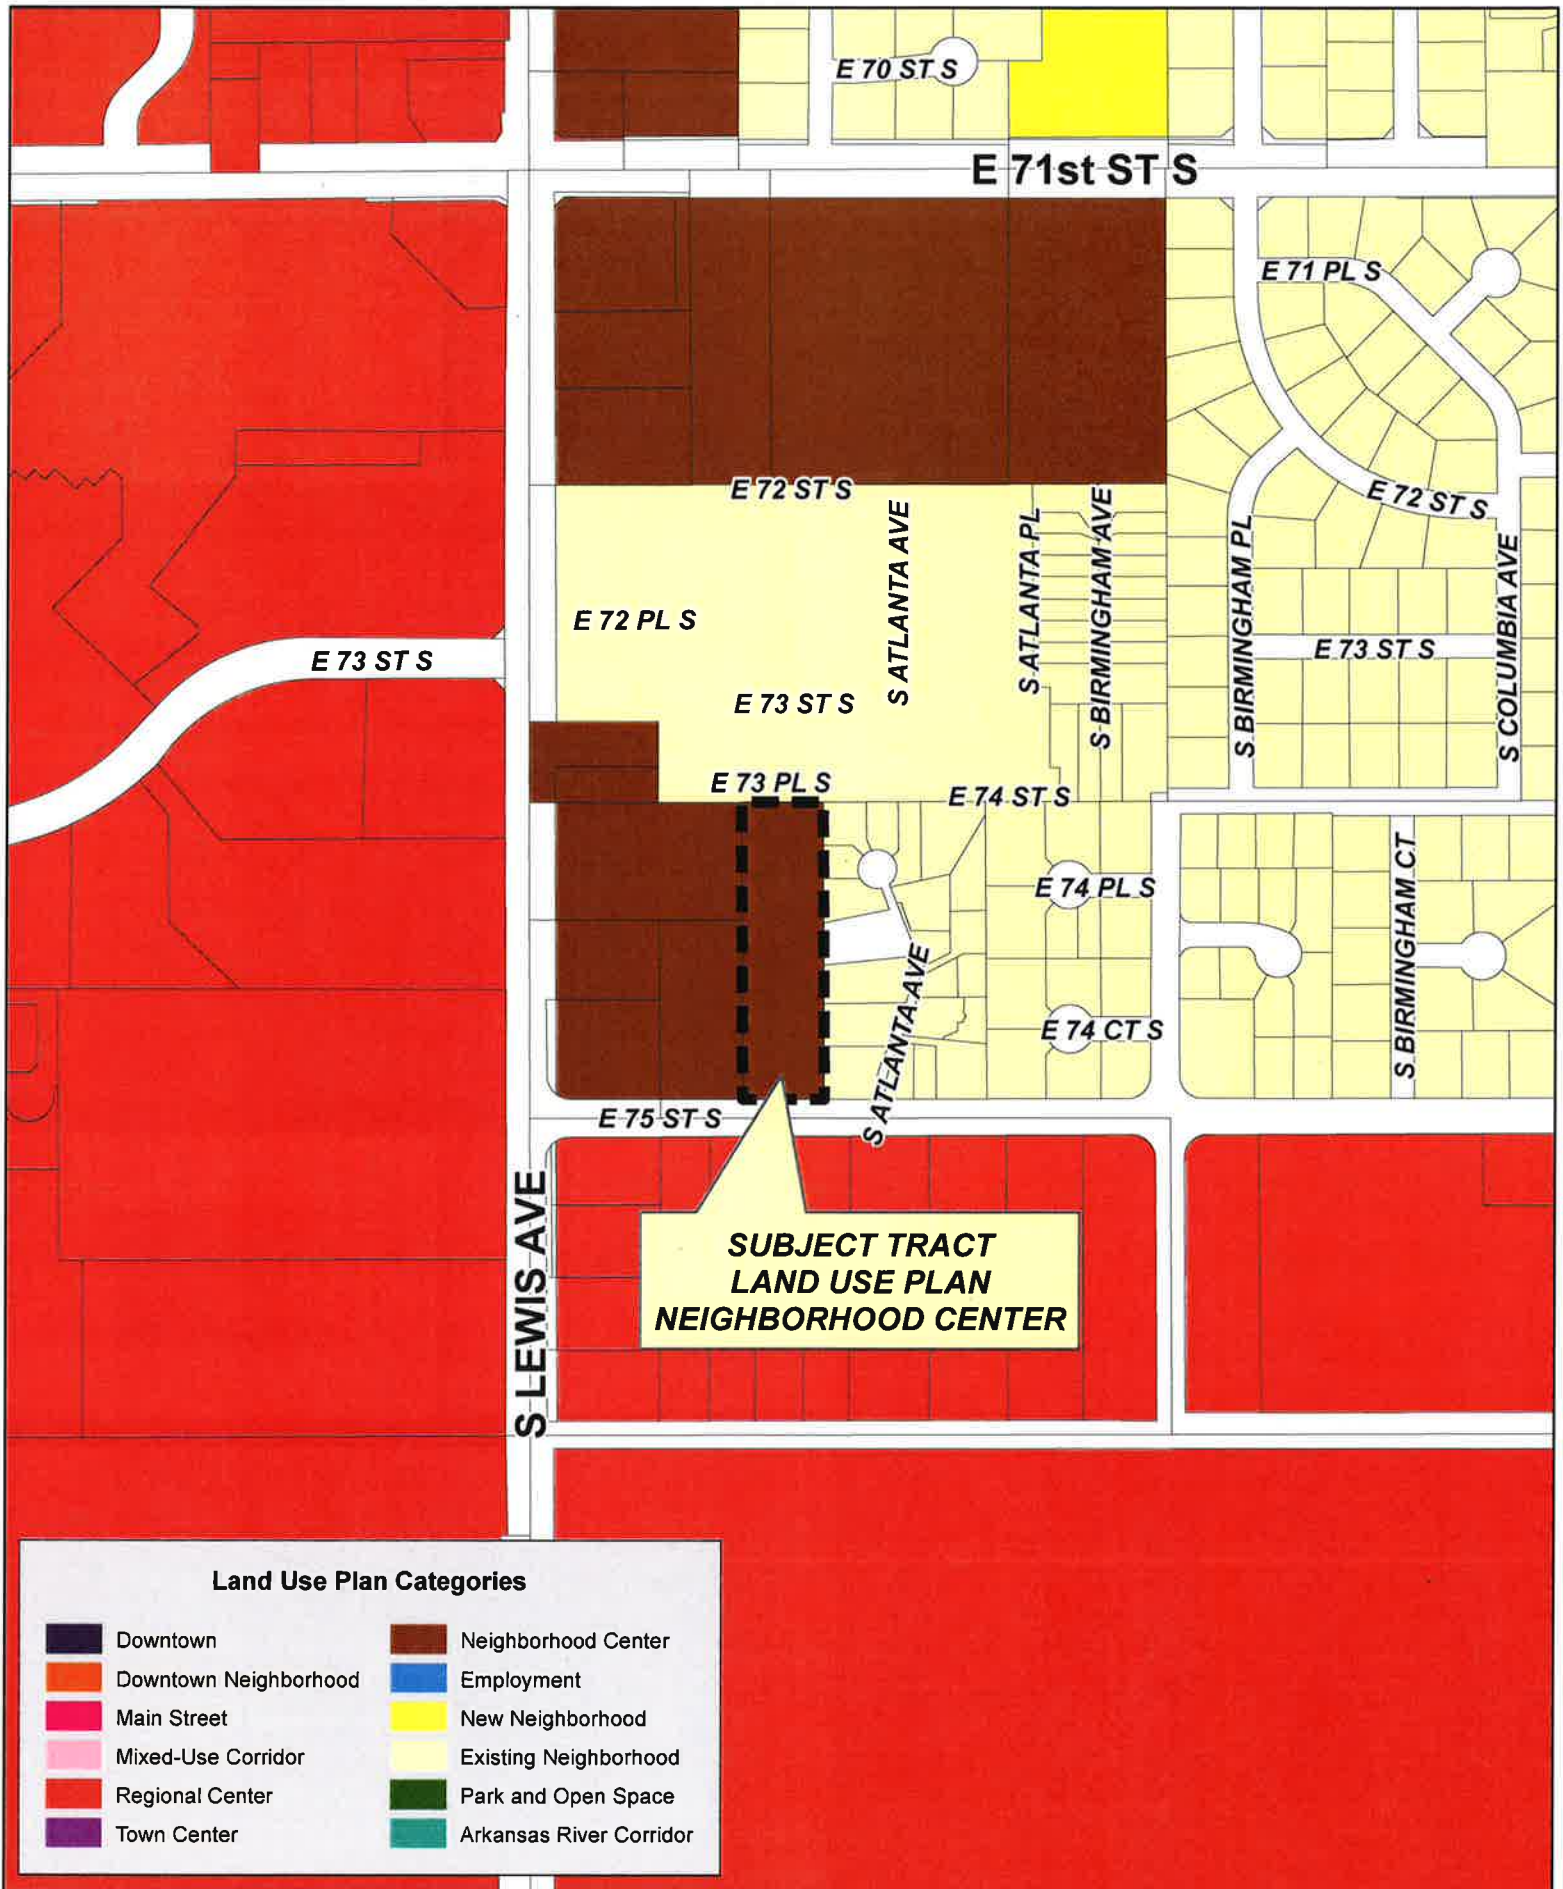 E 70 ST S
E 71st ST S
E 71 PL S
E 72 ST S
E 72 ST S
S ATLANTA AVE
S ATLANTA PL
S BIRMINGHAM AVE
S BIRMINGHAM PL
S COLUMBIA AVE
E 72 PL S
E 73 ST S
E 73 ST S
E 73 ST S
E 73 PL S
E 74 ST S
E 74 PL S
S BIRMINGHAM CT
E 74 CT S
S ATLANTA AVE
E 75 ST S
S LEWIS AVE
SUBJECT TRACT
LAND USE PLAN
NEIGHBORHOOD CENTER
Land Use Plan Categories
Downtown
Downtown Neighborhood
Main Street
Mixed-Use Corridor
Regional Center
Town Center
Neighborhood Center
Employment
New Neighborhood
Existing Neighborhood
Park and Open Space
Arkansas River Corridor